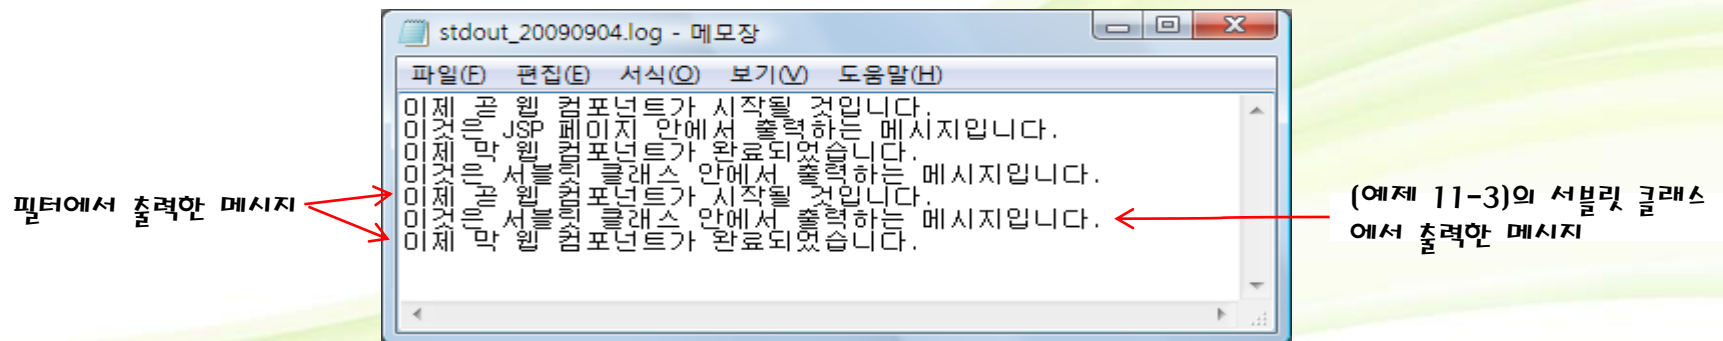 stdout_20090904.log - 메모장
파일(F) 편집(E) 서식(O) 보기(V) 도움말(H)
이제 곧 웹 컴포넌트가 시작될 것입니다.
이것은 JSP 페이지 안에서 출력하는 메시지입니다.
이제 막 웹 컴포넌트가 완료되었습니다.
이것은 서블릿 클래스 안에서 출력하는 메시지입니다.
이제 곧 웹 컴포넌트가 시작될 것입니다.
이것은 서블릿 클래스 안에서 출력하는 메시지입니다.
이제 막 웹 컴포넌트가 완료되었습니다.
필터에서 출력한 메시지
(예제 11-3)의 서블릿 클래스
에서 출력한 메시지